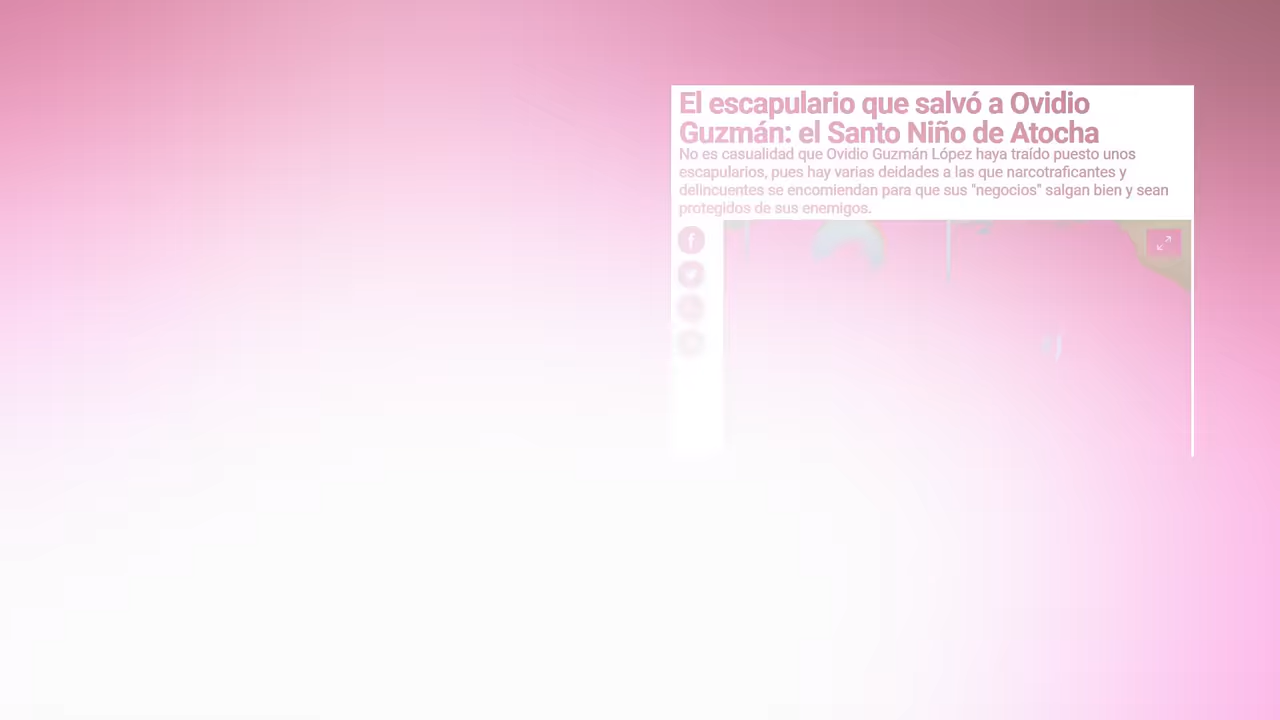 El escapulario que salvó a Ovidio
Guzmán: el Santo Niño de Atocha
No es casualidad que Ovidio Guzmán López haya traído puesto unos
escapularios, pues hay varias deidades a las que narcotraficantes y
delincuentes se encomiendan para que sus "negocios" salgan bien y sean
protegidos de sus enemigos.